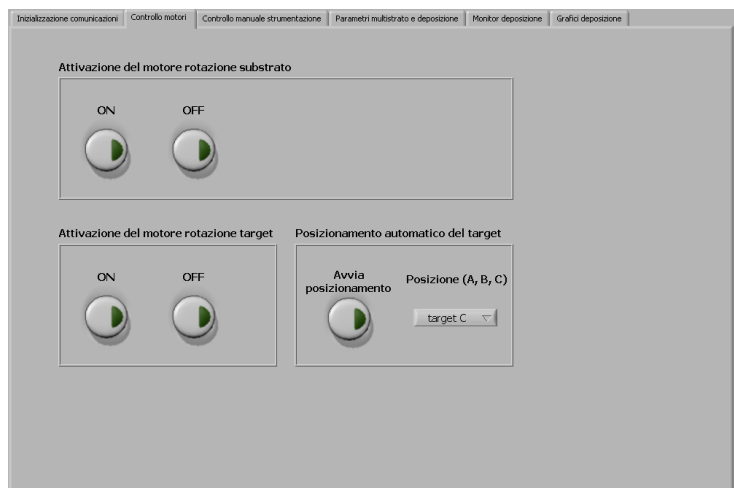 Inizializzazione comunicazioni
Controllo motori
Controllo manuale strumentazione
Parametri multistrato e deposizione
Monitor deposizione
Grafici deposizione
Attivazione del motore rotazione substrato
ON
OFF
Attivazione del motore rotazione target
ON
OFF
Posizionamento automatico del target
Avvia
posizionamento
Posizione (A, B, C)
target C